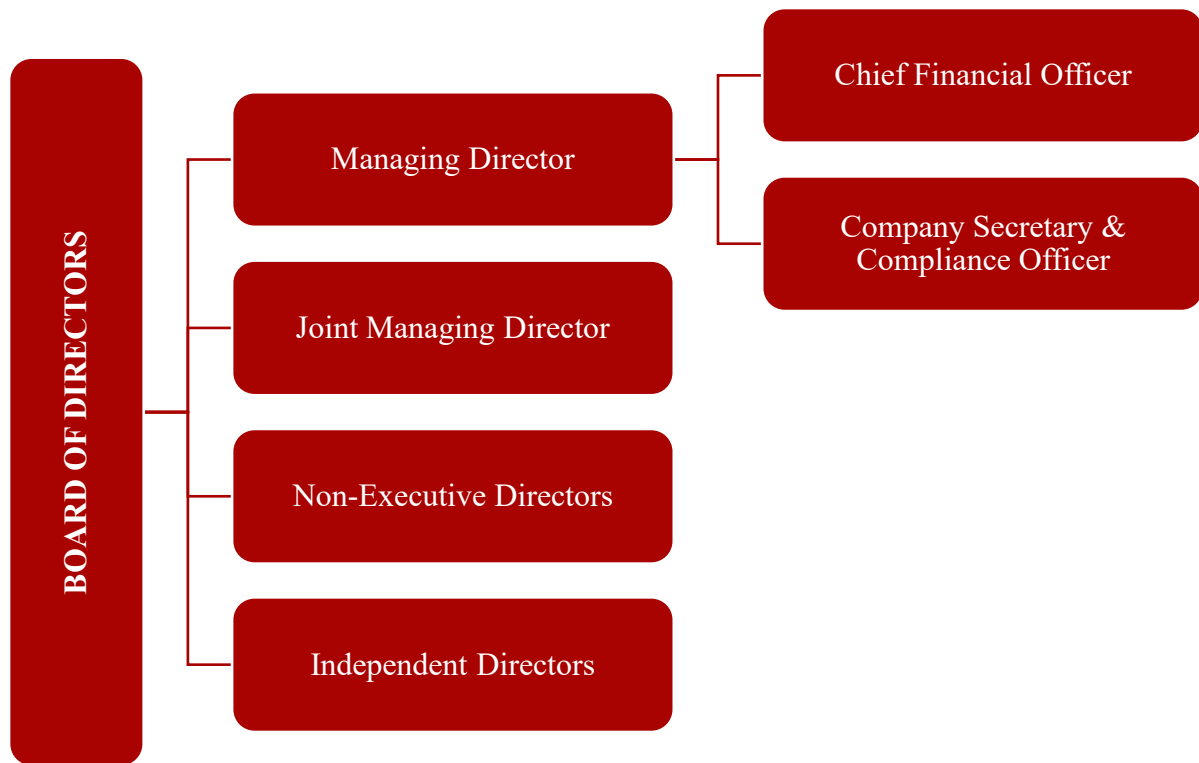 BOARD OF DIRECTORS
Managing Director
Joint Managing Director
Non-Executive Directors
Independent Directors
Chief Financial Officer
Company Secretary &
Compliance Officer